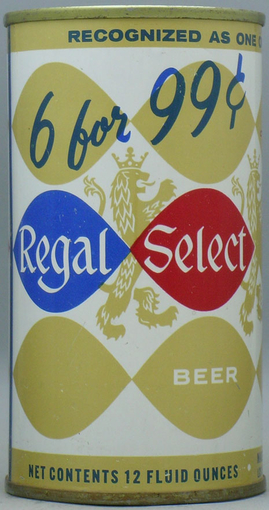 RECOGNIZED AS ONE
6 for 99¢
Regal Select
BEER
NET CONTENTS 12 FLUID OUNCES •